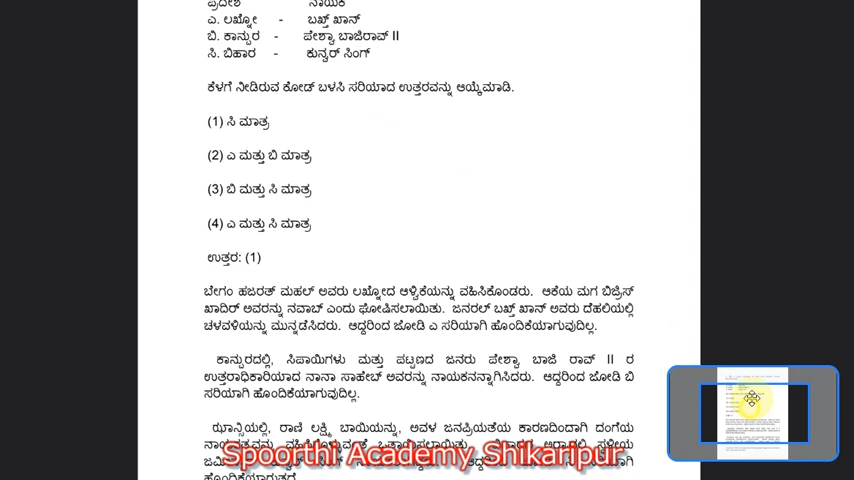 ಪ್ರದೇಶ ನಾಯಕ
ಎ. ಲಖ್ನೋ - ಬಖ್ತ್ ಖಾನ್
ಬಿ. ಕಾನ್ಪುರ - ಪೇಶ್ವಾ ಬಾಜಿರಾವ್ II
ಸಿ. ಬಿಹಾರ - ಕುನ್ವರ್ ಸಿಂಗ್
ಕೆಳಗೆ ನೀಡಿರುವ ಕೋಡ್ ಬಳಸಿ ಸರಿಯಾದ ಉತ್ತರವನ್ನು ಆಯ್ಕೆಮಾಡಿ.
(1) ಸಿ ಮಾತ್ರ
(2) ಎ ಮತ್ತು ಬಿ ಮಾತ್ರ
(3) ಬಿ ಮತ್ತು ಸಿ ಮಾತ್ರ
(4) ಎ ಮತ್ತು ಸಿ ಮಾತ್ರ
ಉತ್ತರ: (1)
ಬೇಗಂ ಹಜರತ್ ಮಹಲ್ ಅವರು ಲಖ್ನೋದ ಆಳ್ವಿಕೆಯನ್ನು ವಹಿಸಿಕೊಂಡರು. ಆಕೆಯ ಮಗ ಬಿಜ್ರಿಸ್
ಖಾದಿರ್ ಅವರನ್ನು ನವಾಬ್ ಎಂದು ಘೋಷಿಸಲಾಯಿತು. ಜನರಲ್ ಬಖ್ತ್ ಖಾನ್ ಅವರು ದೆಹಲಿಯಲ್ಲಿ
ಚಳವಳಿಯನ್ನು ಮುನ್ನಡೆಸಿದರು. ಆದ್ದರಿಂದ ಜೋಡಿ ಎ ಸರಿಯಾಗಿ ಹೊಂದಿಕೆಯಾಗುವುದಿಲ್ಲ.
ಕಾನ್ಪುರದಲ್ಲಿ, ಸಿಪಾಯಿಗಳು ಮತ್ತು ಪಟ್ಟಣದ ಜನರು ಪೇಶ್ವಾ ಬಾಜಿ ರಾವ್ II ರ
ಉತ್ತರಾಧಿಕಾರಿಯಾದ ನಾನಾ ಸಾಹೇಬ್ ಅವರನ್ನು ನಾಯಕನನ್ನಾಗಿಸಿದರು. ಆದ್ದರಿಂದ ಜೋಡಿ ಬಿ
ಸರಿಯಾಗಿ ಹೊಂದಿಕೆಯಾಗುವುದಿಲ್ಲ.
ಝಾನ್ಸಿಯಲ್ಲಿ, ರಾಣಿ ಲಕ್ಷ್ಮಿ ಬಾಯಿಯನ್ನು, ಅವಳ ಜನಪ್ರಿಯತೆಯ ಕಾರಣದಿಂದಾಗಿ ದಂಗೆಯ
Spoorthi Academy Shikaripur